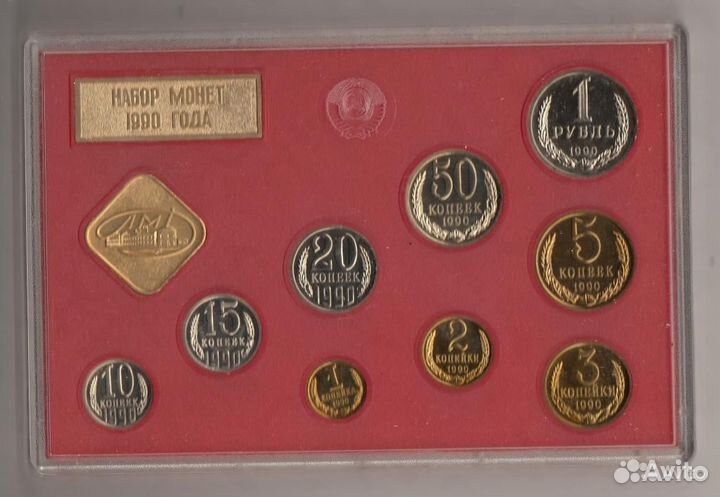 НАБОР МОНЕТ
1990 ГОДА
ЛМД
1
РУБЛЬ
1990
50
КОПЕЕК
1990
20
КОПЕЕК
1990
5
КОПЕЕК
1990
15
КОПЕЕК
1990
2
КОПЕЙКИ
1990
10
КОПЕЕК
1990
1
КОПЕЙКА
1990
3
КОПЕЙКИ
1990
Avito